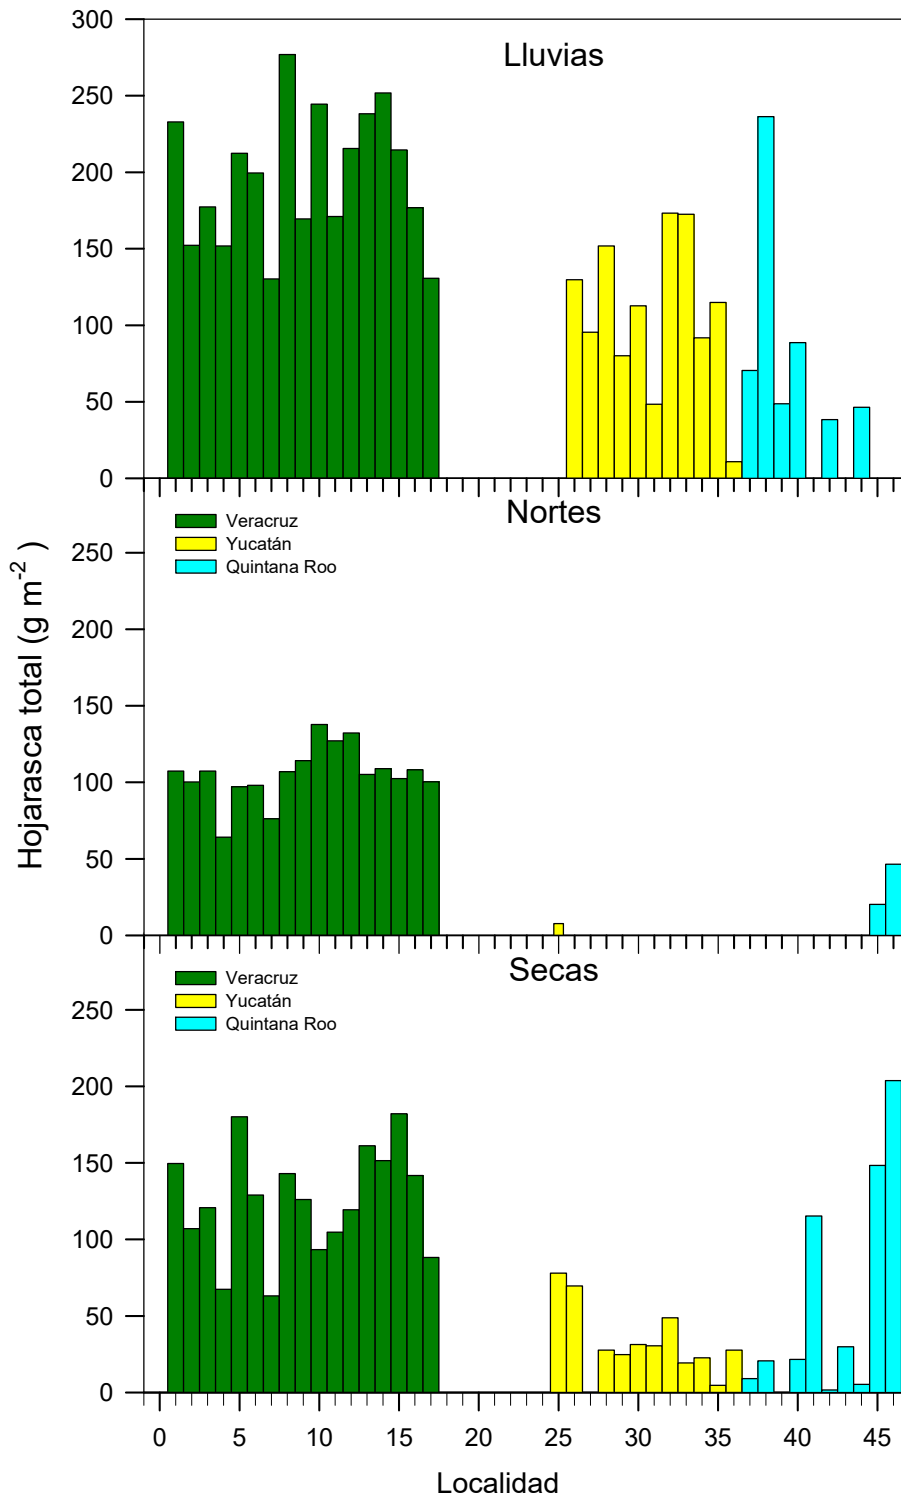 Hojarasca total (g m⁻² )
300
250
200
150
100
50
0
Lluvias
Nortes
Veracruz
Yucatán
Quintana Roo
250
200
150
100
50
0
Secas
Veracruz
Yucatán
Quintana Roo
250
200
150
100
50
0
0 5 10 15 20 25 30 35 40 45
Localidad